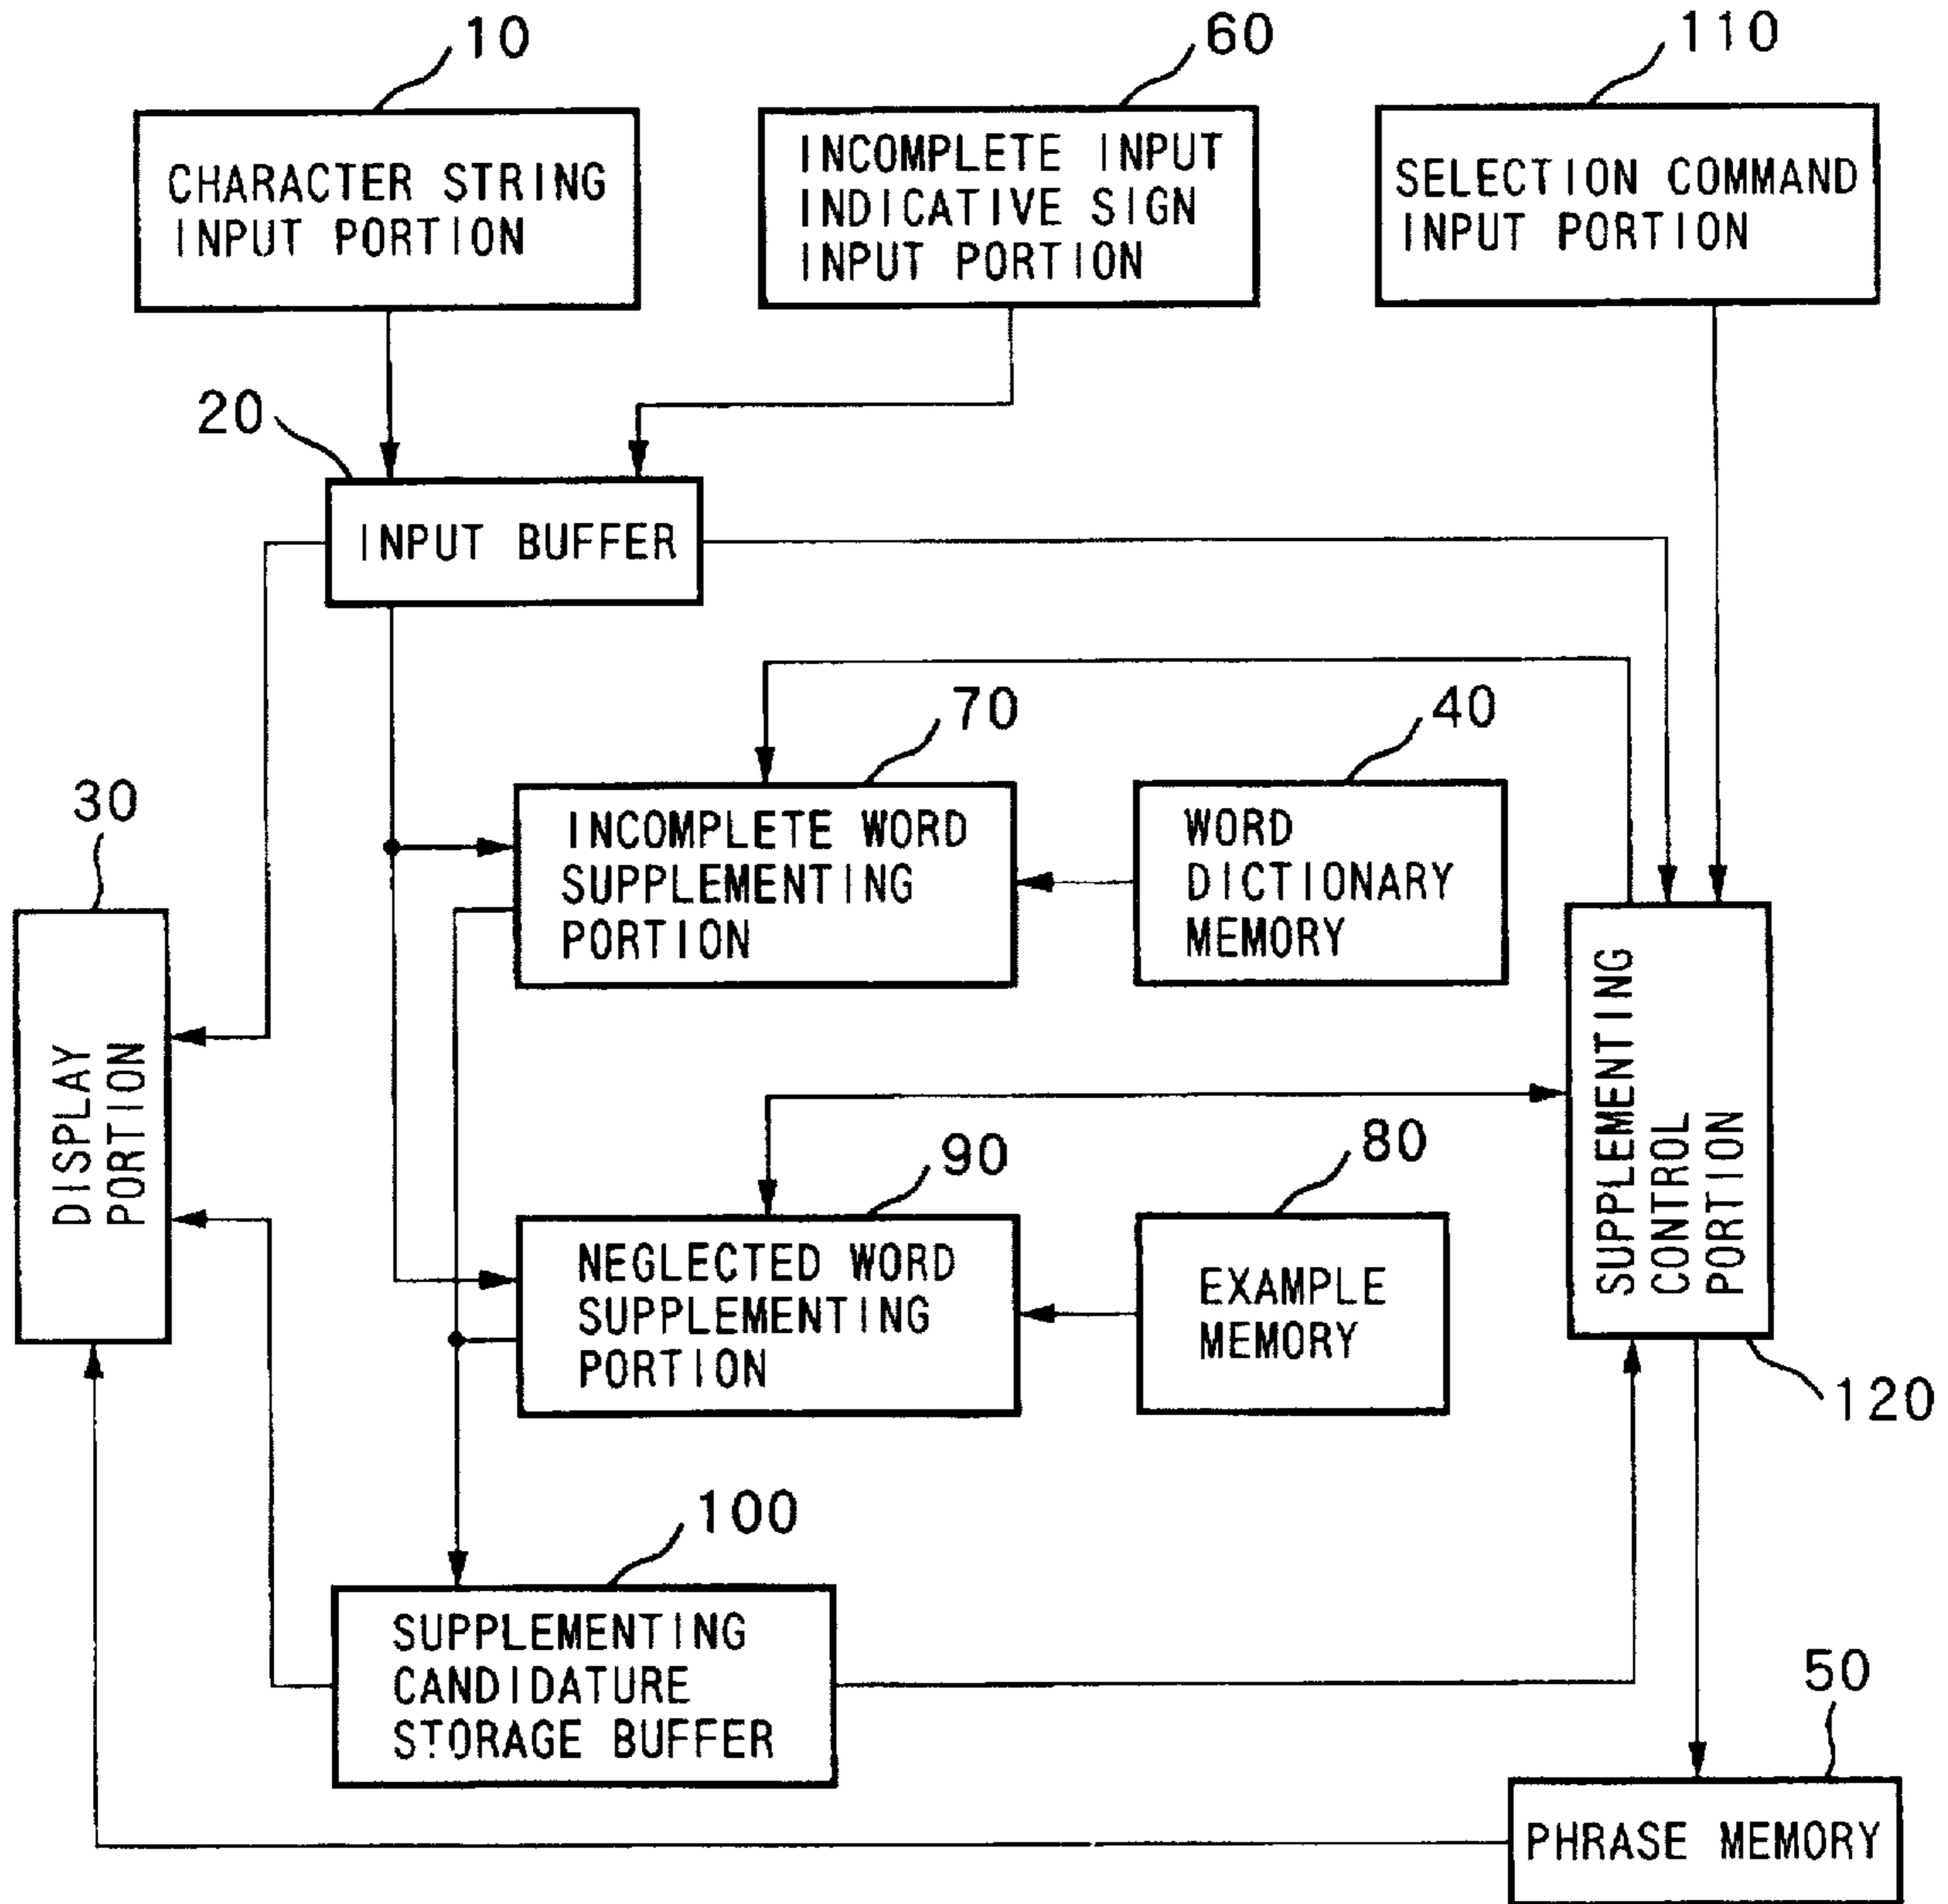 10
60
110
CHARACTER STRING
INPUT PORTION
INCOMPLETE INPUT
INDICATIVE SIGN
INPUT PORTION
SELECTION COMMAND
INPUT PORTION
20
INPUT BUFFER
70
40
30
INCOMPLETE WORD
SUPPLEMENTING
PORTION
WORD
DICTIONARY
MEMORY
DISPLAY
PORTION
SUPPLEMENTING
CONTROL
PORTION
90
80
NEGLECTED WORD
SUPPLEMENTING
PORTION
EXAMPLE
MEMORY
120
100
SUPPLEMENTING
CANDIDATURE
STORAGE BUFFER
50
PHRASE MEMORY